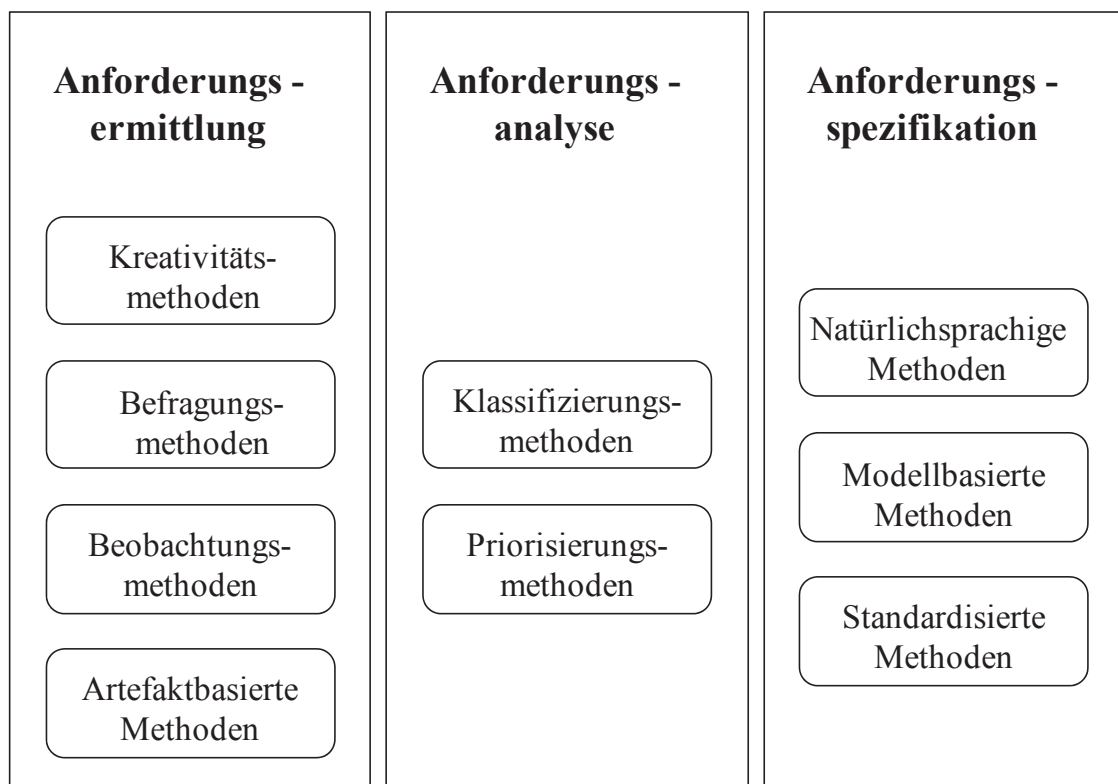 Anforderungs -
ermittlung
Kreativitäts-
methoden
Befragungs-
methoden
Beobachtungs-
methoden
Artefaktbasierte
Methoden
Anforderungs -
analyse
Klassifizierungs-
methoden
Priorisierungs-
methoden
Anforderungs -
spezifikation
Natürlichsprachige
Methoden
Modellbasierte
Methoden
Standardisierte
Methoden